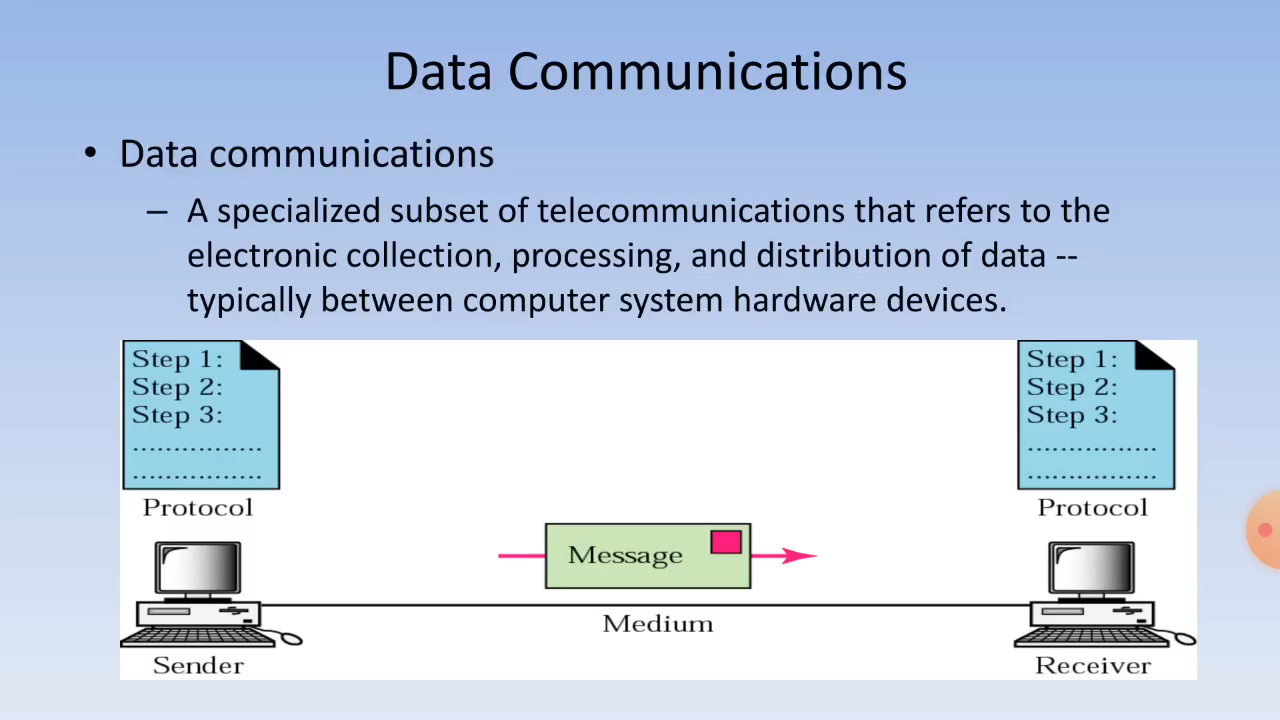 Data Communications
• Data communications
– A specialized subset of telecommunications that refers to the
electronic collection, processing, and distribution of data --
typically between computer system hardware devices.
Step 1:
Step 2:
Step 3:
................
................
Protocol
Step 1:
Step 2:
Step 3:
................
................
Protocol
Message
Medium
Sender
Receiver